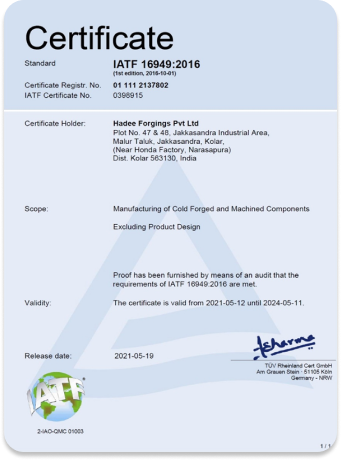 Certificate
Standard IATF 16949:2016
(1st edition, 2016-10-01)
Certificate Registr. No. 01 111 2137802
IATF Certificate No. 0398915
Certificate Holder: Hadee Forgings Pvt Ltd
Plot No. 47 & 48, Jakkasandra Industrial Area,
Malur Taluk, Jakkasandra, Kolar,
(Near Honda Factory, Narasapura)
Dist. Kolar 563130, India
Scope: Manufacturing of Cold Forged and Machined Components
Excluding Product Design
Proof has been furnished by means of an audit that the
requirements of IATF 16949:2016 are met.
Validity: The certificate is valid from 2021-05-12 until 2024-05-11.
Release date: 2021-05-19
TÜV Rheinland Cert GmbH
Am Grauen Stein · 51105 Köln
Germany - NRW
IATF
2-IAO-QMC 01003
1 / 1